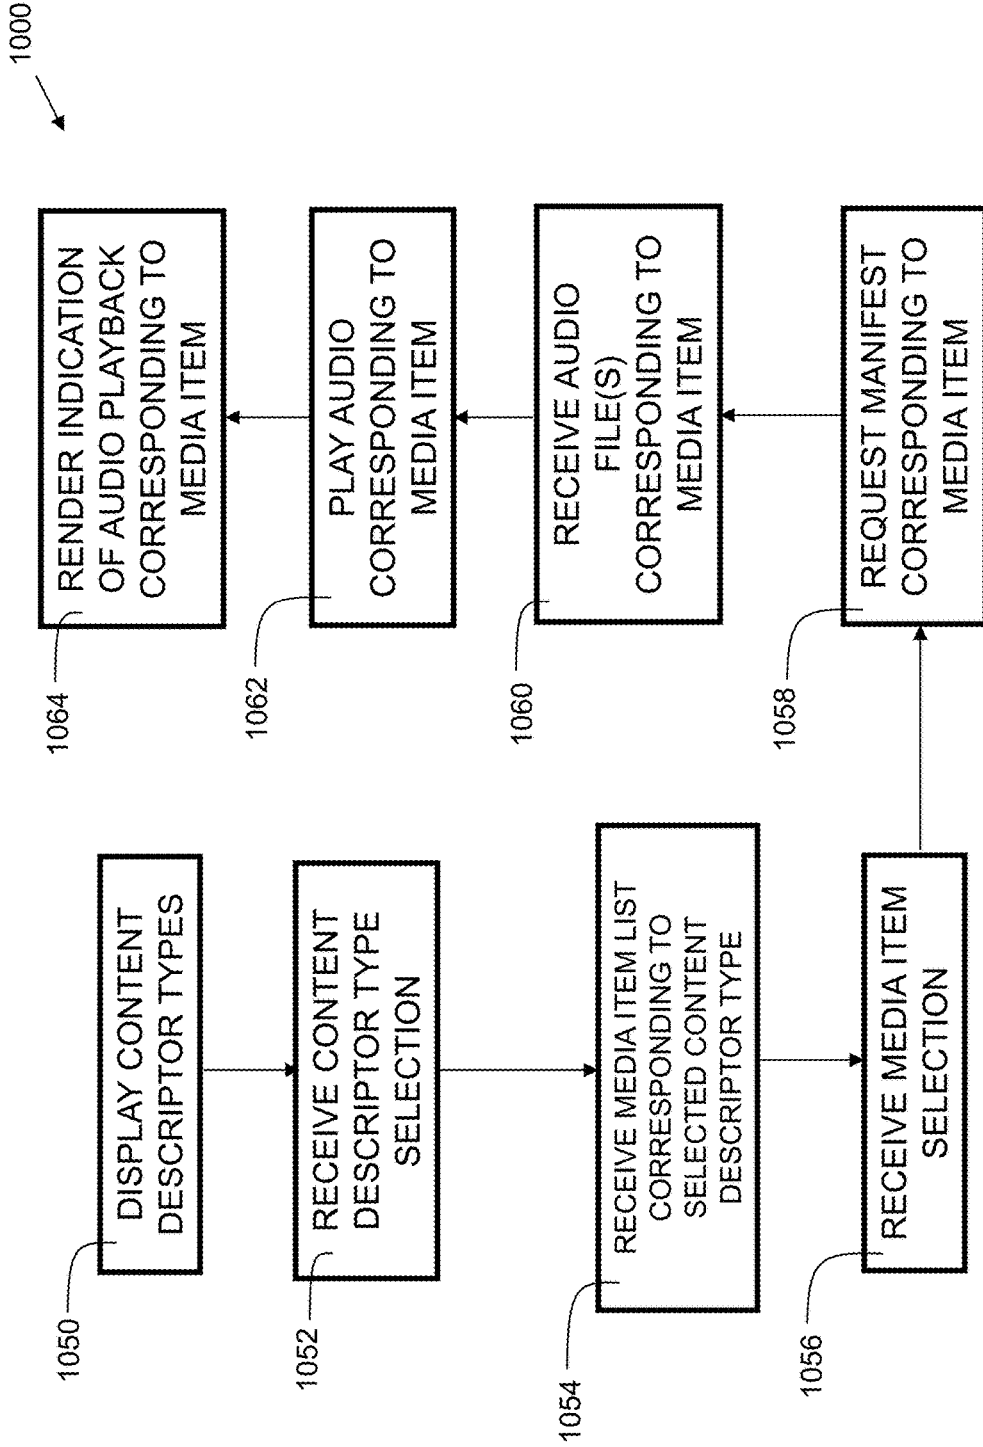 1000
1050
DISPLAY CONTENT
DESCRIPTOR TYPES
1052
RECEIVE CONTENT
DESCRIPTOR TYPE
SELECTION
1054
RECEIVE MEDIA ITEM LIST
CORRESPONDING TO
SELECTED CONTENT
DESCRIPTOR TYPE
1056
RECEIVE MEDIA ITEM
SELECTION
1058
REQUEST MANIFEST
CORRESPONDING TO
MEDIA ITEM
1060
RECEIVE AUDIO
FILE(S)
CORRESPONDING TO
MEDIA ITEM
1062
PLAY AUDIO
CORRESPONDING TO
MEDIA ITEM
1064
RENDER INDICATION
OF AUDIO PLAYBACK
CORRESPONDING TO
MEDIA ITEM